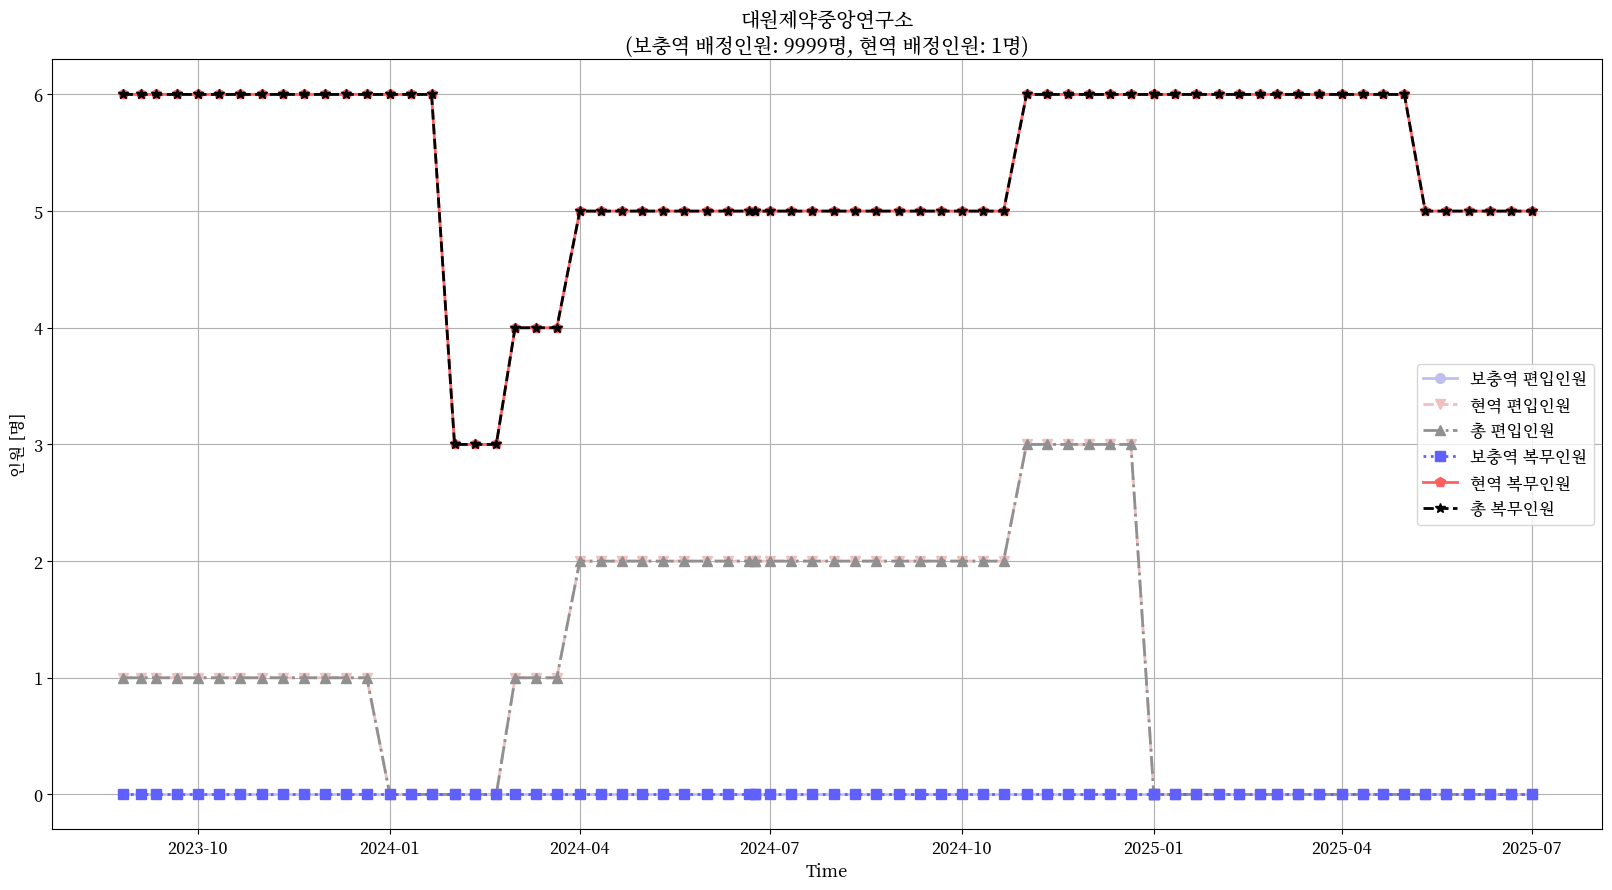 대원제약중앙연구소
(보충역 배정인원: 9999명, 현역 배정인원: 1명)
6
5
4
3
2
1
0
인원 [명]
보충역 편입인원
현역 편입인원
총 편입인원
보충역 복무인원
현역 복무인원
총 복무인원
2023-10
2024-01
2024-04
2024-07
2024-10
2025-01
2025-04
2025-07
Time